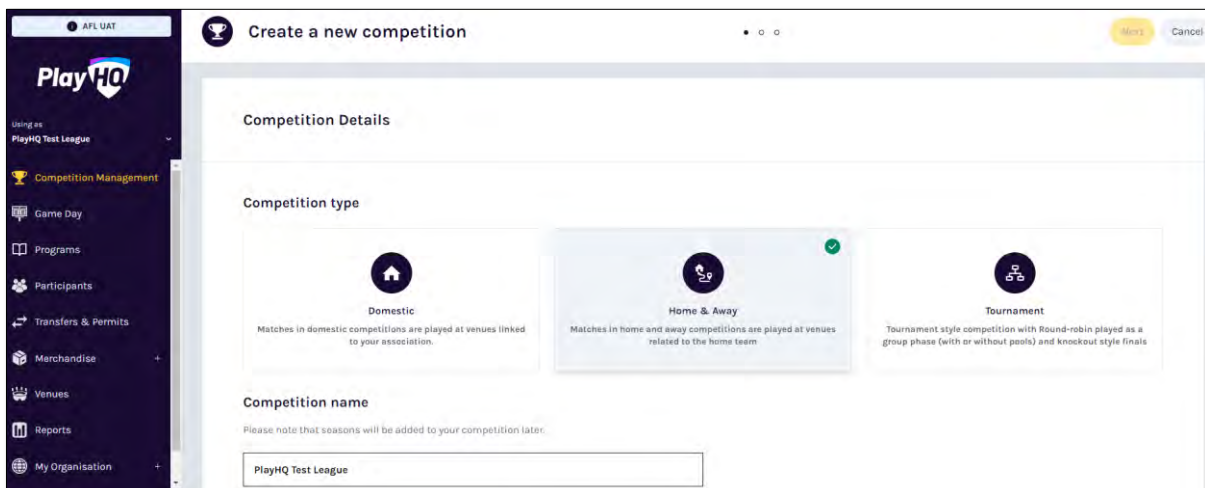 AFL UAT
PlayHQ
Using as
PlayHQ Test League
Competition Management
Game Day
Programs
Participants
Transfers & Permits
Merchandise +
Venues
Reports
My Organisation +
Create a new competition
Next
Cancel
Competition Details
Competition type
Domestic
Matches in domestic competitions are played at venues linked
to your association.
Home & Away
Matches in home and away competitions are played at venues
related to the home team
Tournament
Tournament style competition with Round-robin played as a
group phase (with or without pools) and knockout style finals
Competition name
Please note that seasons will be added to your competition later.
PlayHQ Test League